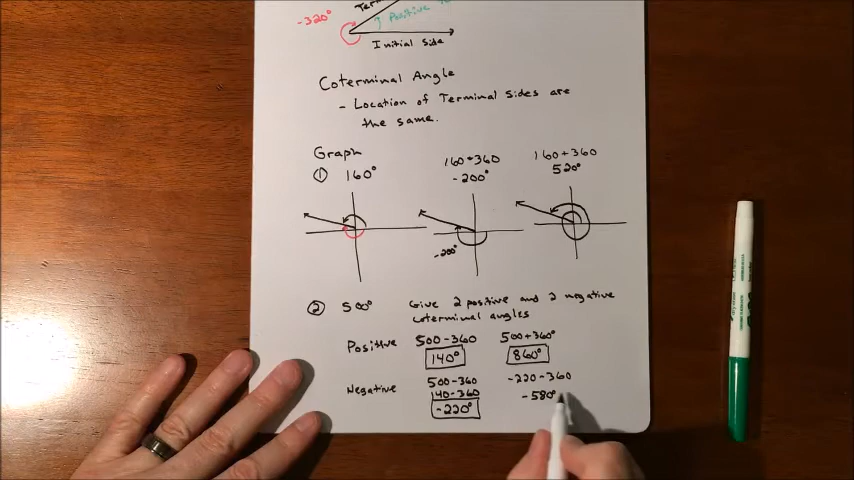 -320°
Positive
Initial Side
Coterminal Angle
- Location of Terminal Sides are
the same.
Graph
① 160°
160-360
-200°
160+360
520°
-200°
② 500° Give 2 positive and 2 negative
coterminal angles
Positive 500-360 500+360°
140° 860°
Negative 500-360 -220-360
140-360 -580°
-220°